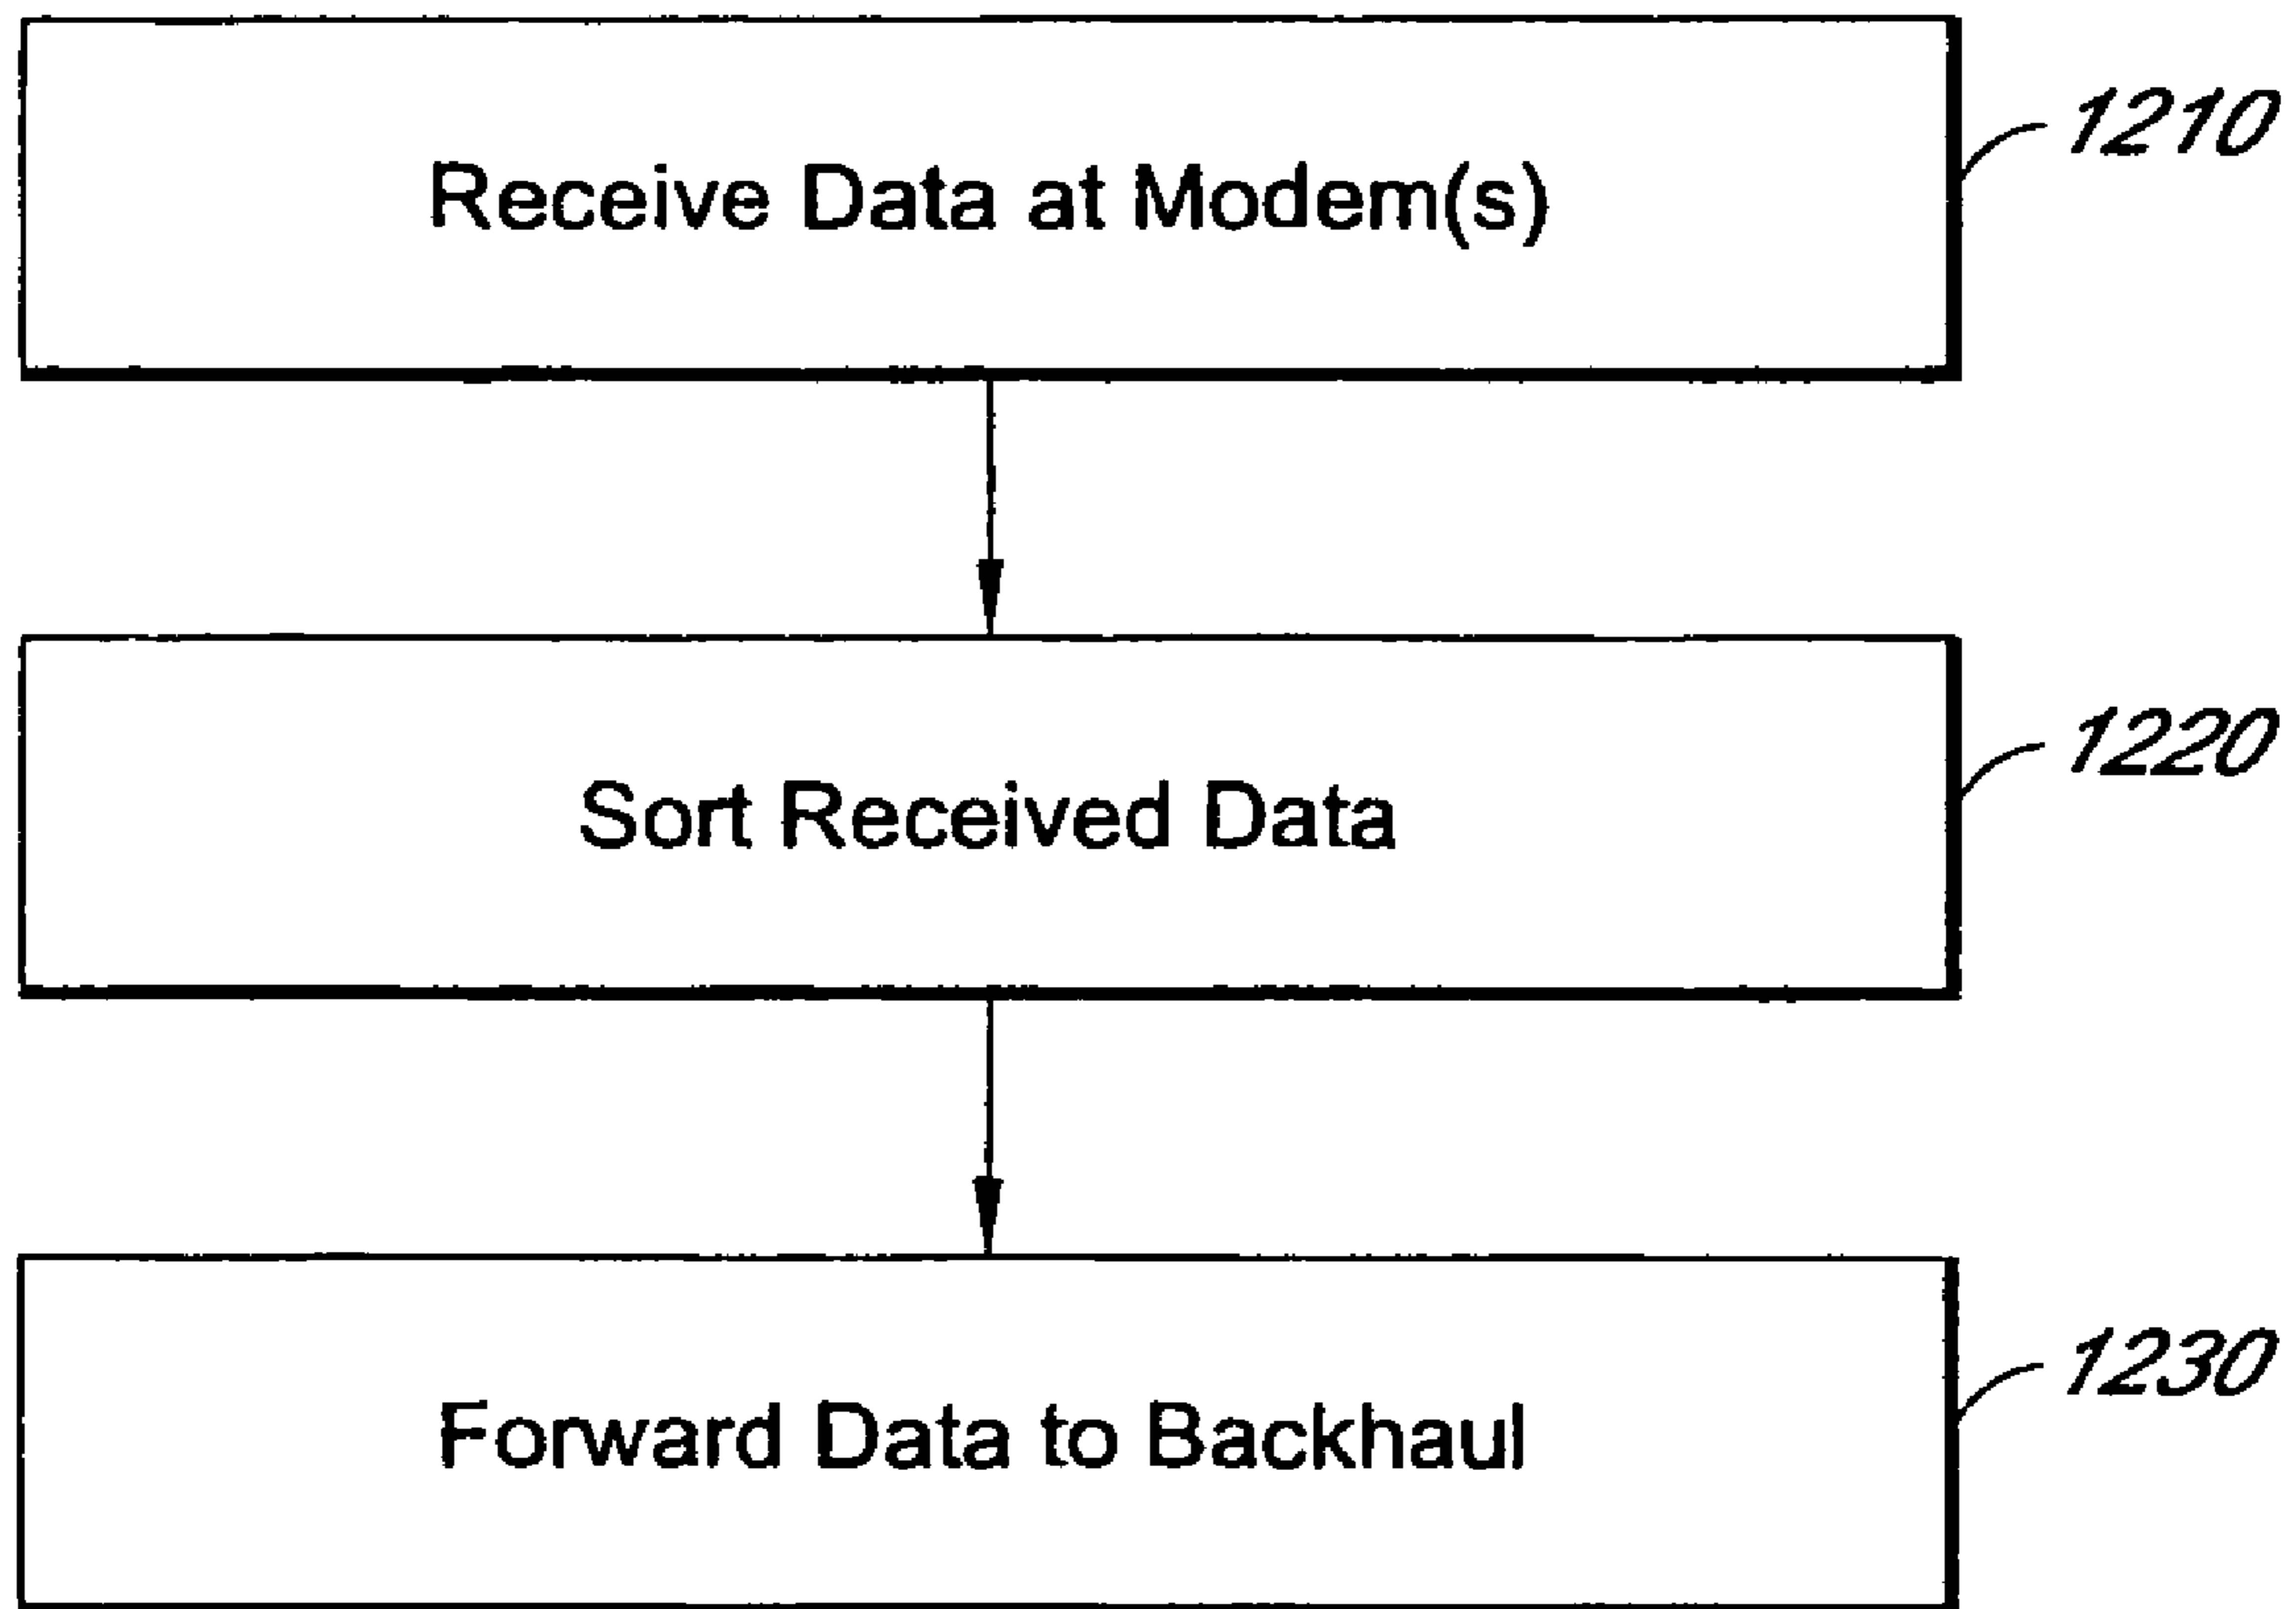 Receive Data at Modem(s)
1210
Sort Received Data
1220
Forward Data to Backhaul
1230